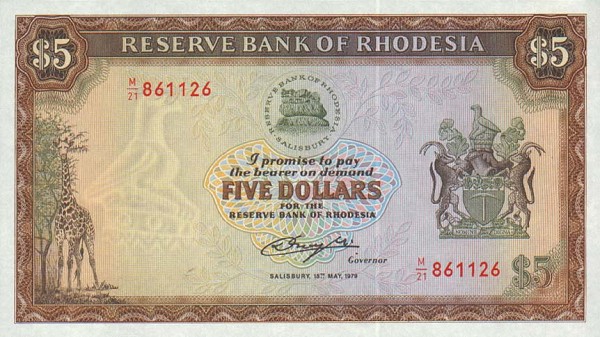 $5 RESERVE BANK OF RHODESIA $5
M/21 861126
RESERVE BANK OF RHODESIA
SALISBURY
I promise to pay
the bearer on demand
FIVE DOLLARS
FOR THE
RESERVE BANK OF RHODESIA
Governor
SALISBURY, 18TH MAY, 1979
M/21 861126 $5